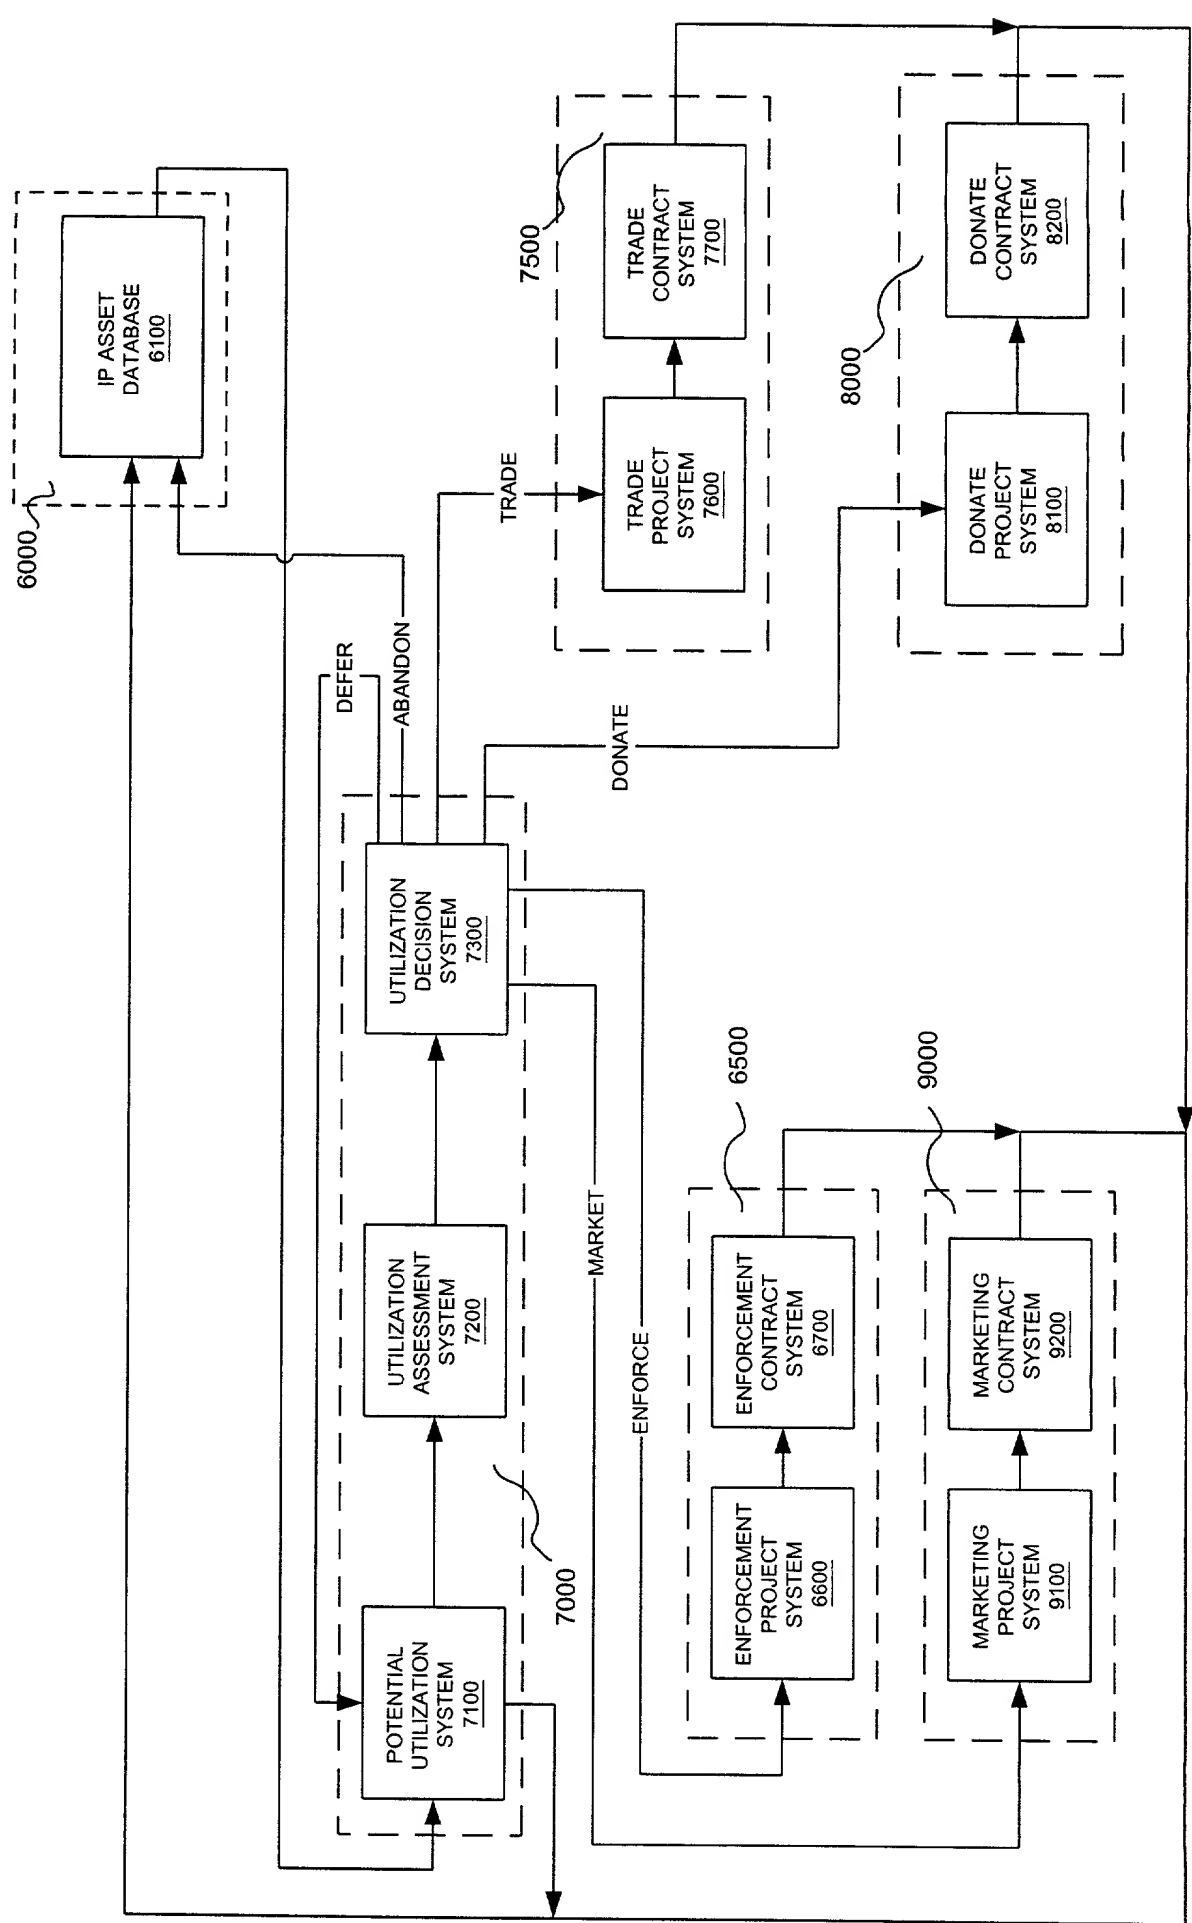 IP ASSET
DATABASE
6100
6000
DEFER
ABANDON
TRADE
DONATE
POTENTIAL
UTILIZATION
SYSTEM
7100
UTILIZATION
ASSESSMENT
SYSTEM
7200
UTILIZATION
DECISION
SYSTEM
7300
7000
MARKET
ENFORCE
TRADE
PROJECT
SYSTEM
7600
TRADE
CONTRACT
SYSTEM
7700
7500
DONATE
PROJECT
SYSTEM
8100
DONATE
CONTRACT
SYSTEM
8200
8000
ENFORCEMENT
PROJECT
SYSTEM
6600
ENFORCEMENT
CONTRACT
SYSTEM
6700
6500
MARKETING
PROJECT
SYSTEM
9100
MARKETING
CONTRACT
SYSTEM
9200
9000